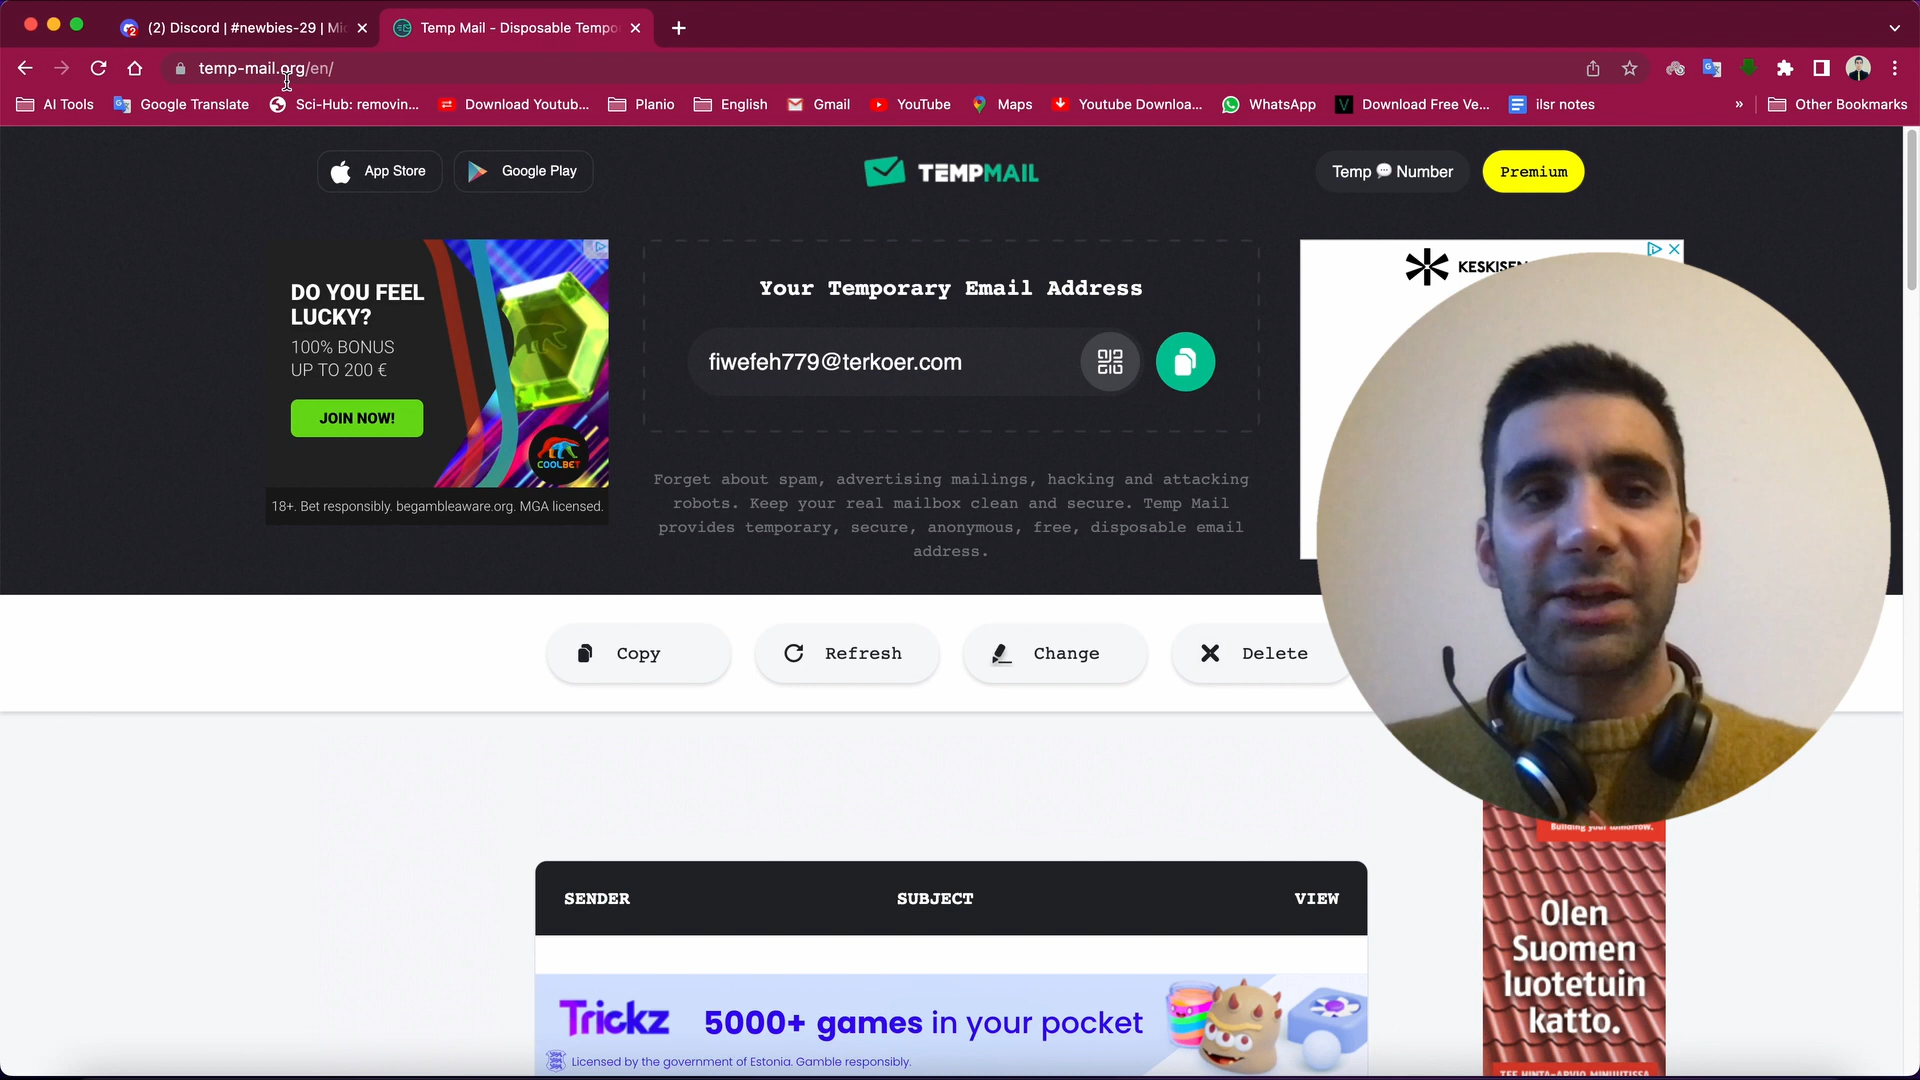 (2) Discord | #newbies-29 | Mi
Temp Mail - Disposable Tempo
temp-mail.org/en/
AI Tools
Google Translate
Sci-Hub: removin...
Download Youtub...
Planio
English
Gmail
YouTube
Maps
Youtube Downloa...
WhatsApp
Download Free Ve...
ilsr notes
»
Other Bookmarks
App Store
Google Play
TEMPMAIL
Temp Number
Premium
DO YOU FEEL
LUCKY?
100% BONUS
UP TO 200 €
JOIN NOW!
COOLBET
18+. Bet responsibly. begambleaware.org. MGA licensed.
Your Temporary Email Address
fiwefeh779@terkoer.com
Forget about spam, advertising mailings, hacking and attacking
robots. Keep your real mailbox clean and secure. Temp Mail
provides temporary, secure, anonymous, free, disposable email
address.
Copy
Refresh
Change
Delete
SENDER
SUBJECT
VIEW
Trickz
5000+ games in your pocket
Licensed by the government of Estonia. Gamble responsibly.
Building your tomorrow.
Olen
Suomen
luotetuin
katto.